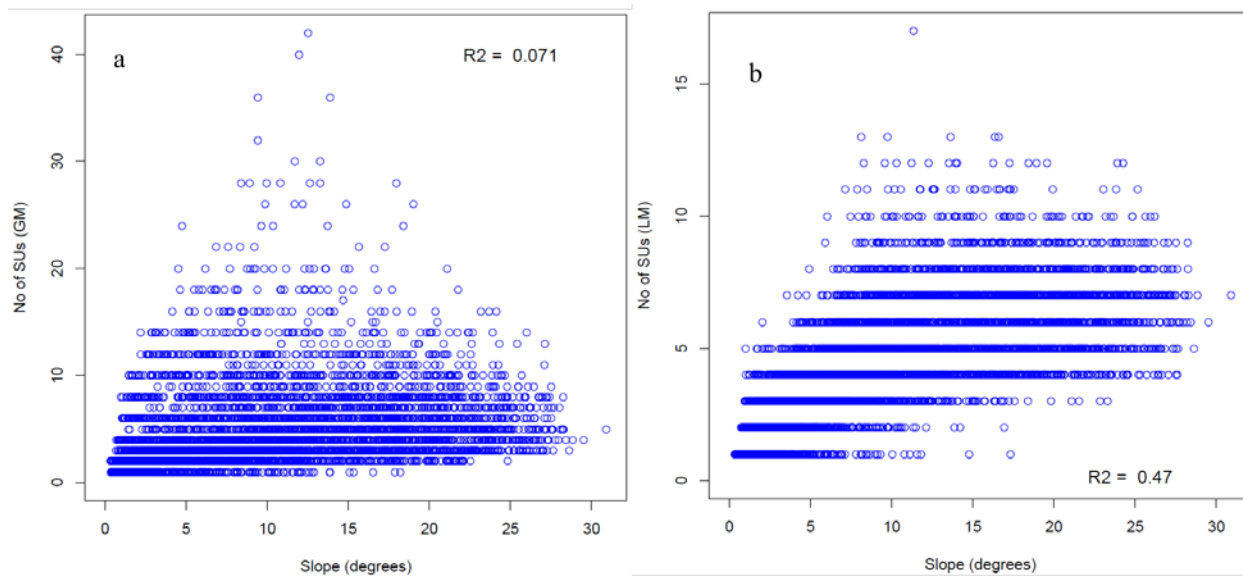 a
R2 = 0.071
40
30
20
10
0
No of SUs (GM)
0 5 10 15 20 25 30
Slope (degrees)
b
15
10
5
0
No of SUs (LM)
R2 = 0.47
0 5 10 15 20 25 30
Slope (degrees)